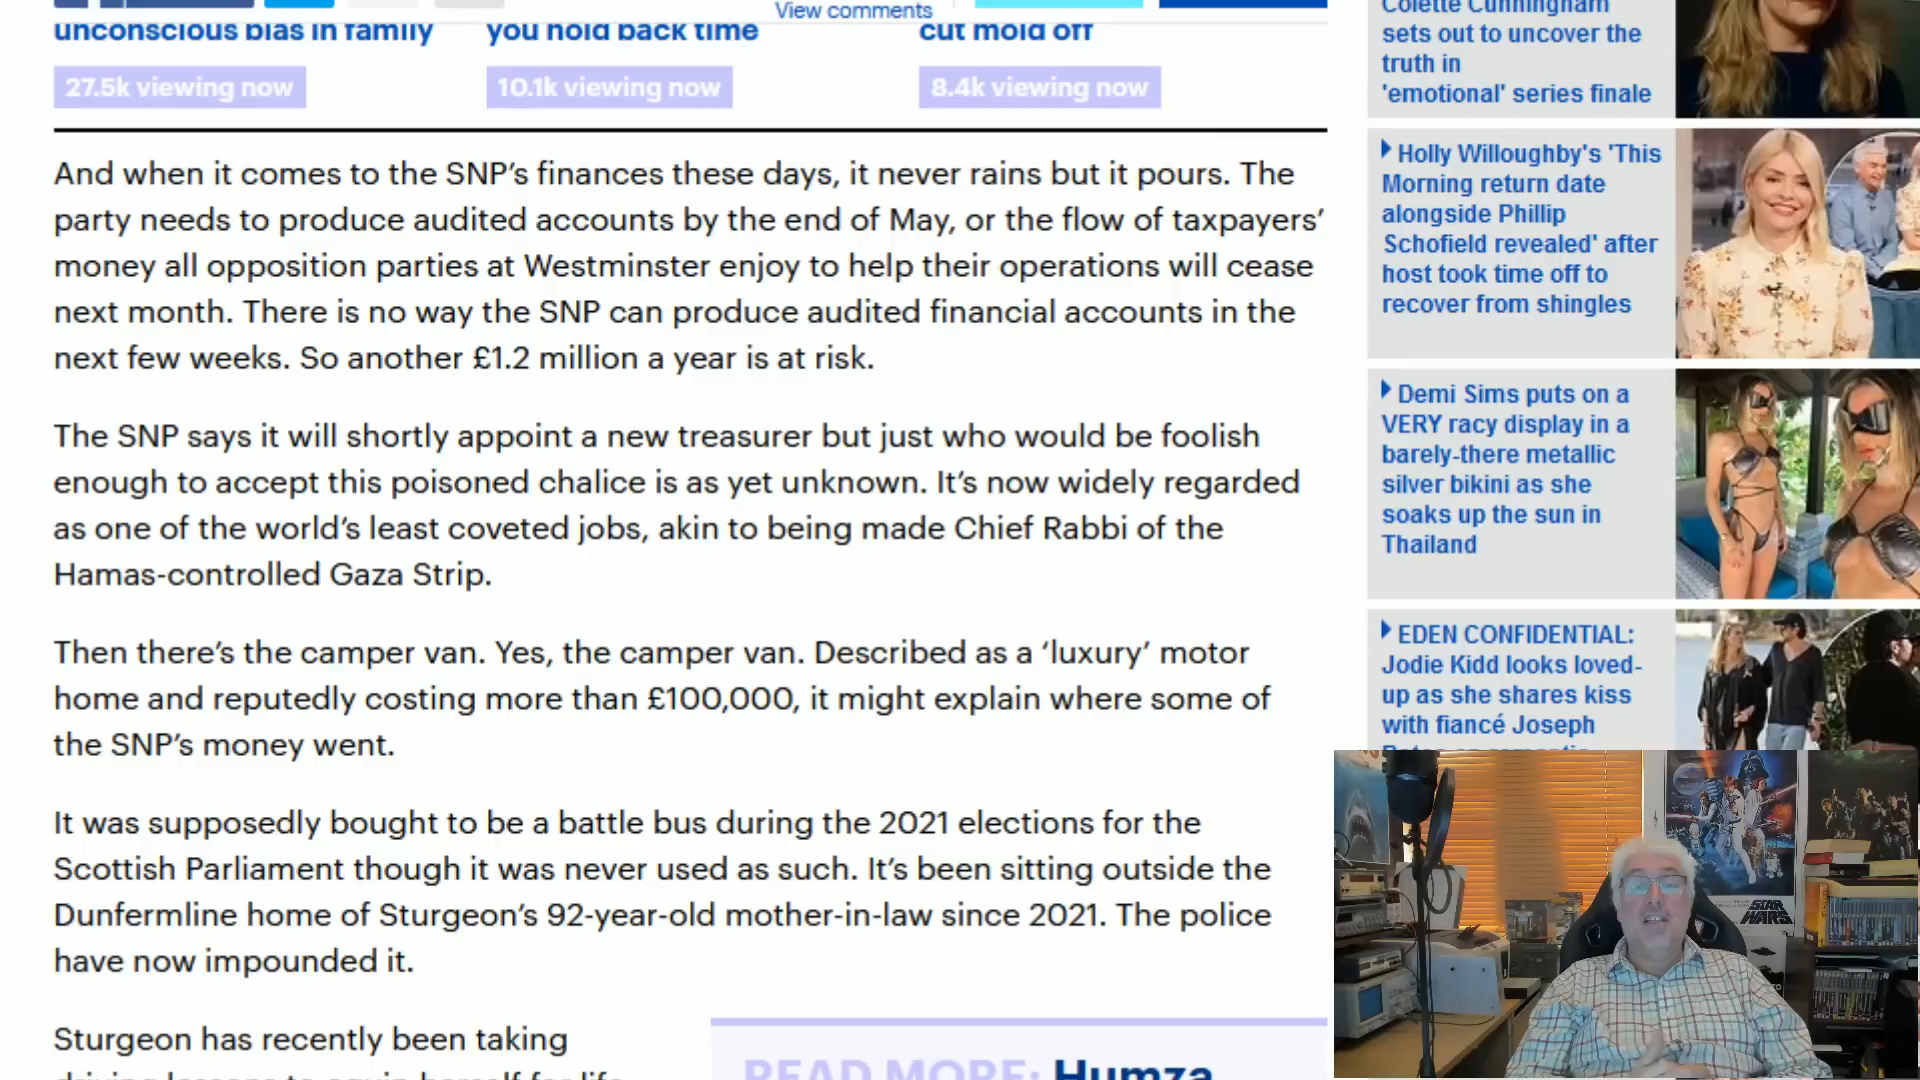 View comments
unconscious bias in family
you hold back time
cut mold off
27.5k viewing now
10.1k viewing now
8.4k viewing now
And when it comes to the SNP’s finances these days, it never rains but it pours. The
party needs to produce audited accounts by the end of May, or the flow of taxpayers’
money all opposition parties at Westminster enjoy to help their operations will cease
next month. There is no way the SNP can produce audited financial accounts in the
next few weeks. So another £1.2 million a year is at risk.
The SNP says it will shortly appoint a new treasurer but just who would be foolish
enough to accept this poisoned chalice is as yet unknown. It’s now widely regarded
as one of the world’s least coveted jobs, akin to being made Chief Rabbi of the
Hamas-controlled Gaza Strip.
Then there’s the camper van. Yes, the camper van. Described as a ‘luxury’ motor
home and reputedly costing more than £100,000, it might explain where some of
the SNP’s money went.
It was supposedly bought to be a battle bus during the 2021 elections for the
Scottish Parliament though it was never used as such. It’s been sitting outside the
Dunfermline home of Sturgeon’s 92-year-old mother-in-law since 2021. The police
have now impounded it.
Sturgeon has recently been taking
driving lessons to equip herself for life
READ MORE: Humza
Colette Cunningham
sets out to uncover the
truth in
'emotional' series finale
Holly Willoughby's 'This
Morning return date
alongside Phillip
Schofield revealed' after
host took time off to
recover from shingles
Demi Sims puts on a
VERY racy display in a
barely-there metallic
silver bikini as she
soaks up the sun in
Thailand
EDEN CONFIDENTIAL:
Jodie Kidd looks loved-
up as she shares kiss
with fiancé Joseph
STAR
WARS